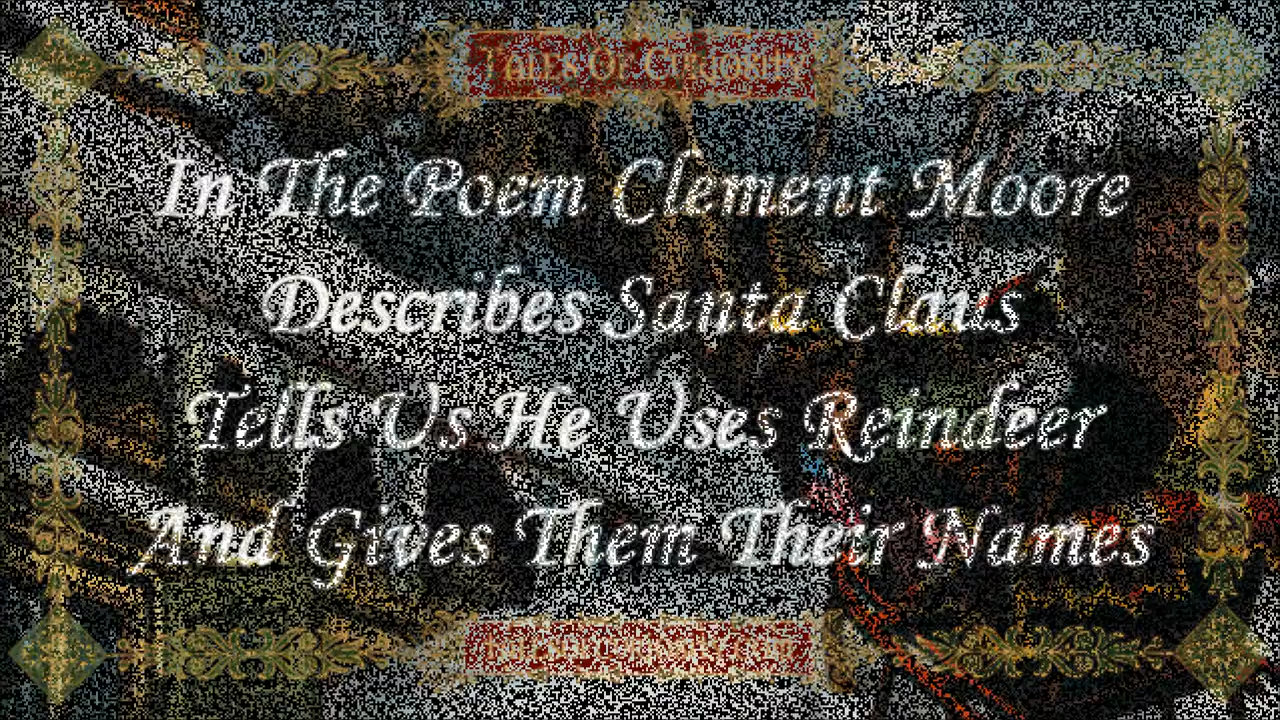 Tales Of Curiosity
In The Poem Clement Moore
Describes Santa Claus
Tells Us He Uses Reindeer
And Gives Them Their Names